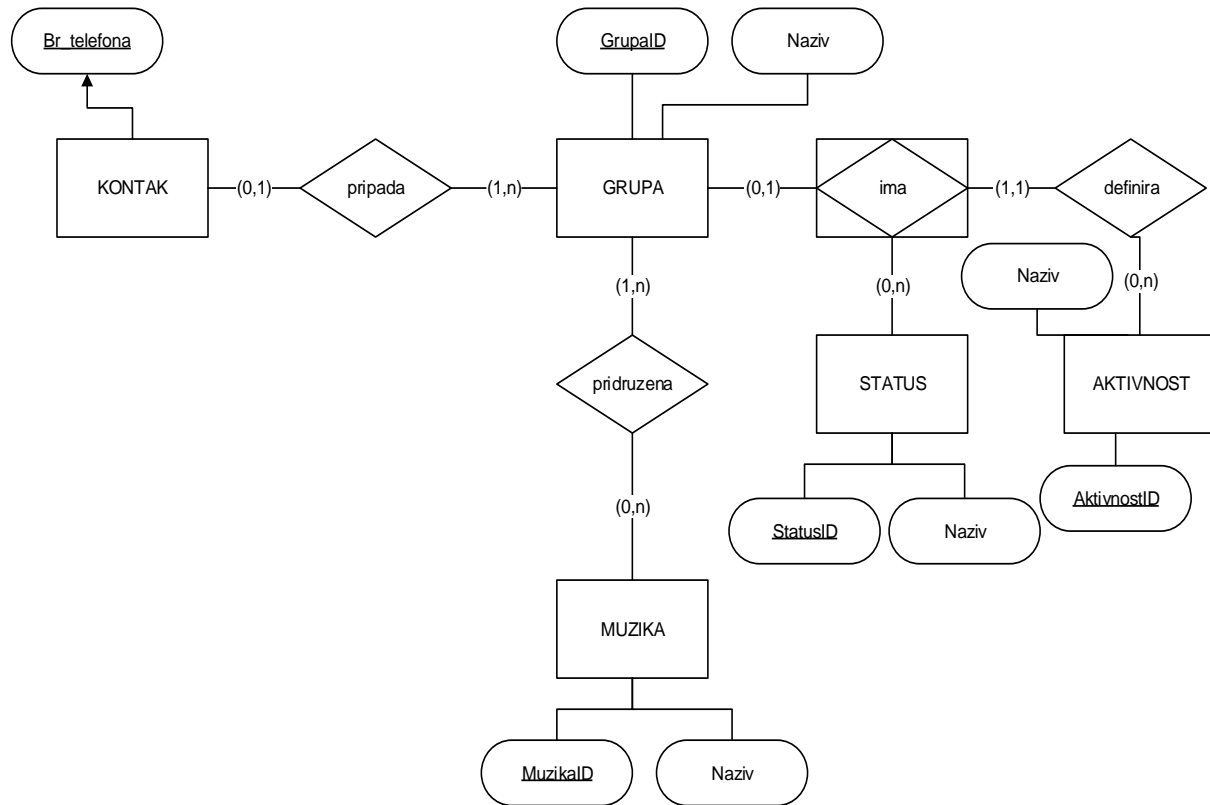 Br_telefona
GrupaID
Naziv
KONTAK
(0,1)
pripada
(1,n)
GRUPA
(0,1)
ima
(1,1)
definira
(1,n)
(0,n)
Naziv
(0,n)
pridruzena
STATUS
AKTIVNOST
(0,n)
StatusID
Naziv
AktivnostID
MUZIKA
MuzikaID
Naziv